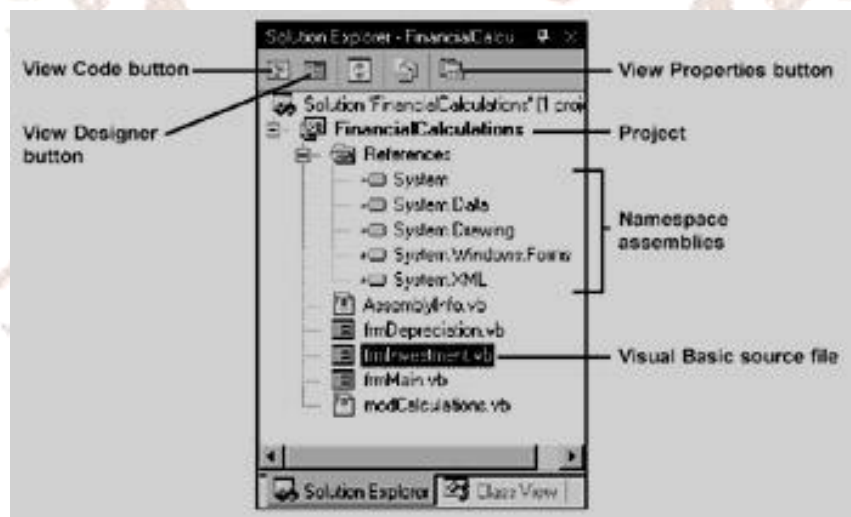 Solution Explorer - FinancialCalcu
View Code button
View Properties button
Solution 'FinancialCalculations' (1 proj
View Designer
button
FinancialCalculations
Project
References
System
System.Data
System.Drawing
System.Windows.Forms
System.XML
Namespace
assemblies
AssemblyInfo.vb
frmDepreciation.vb
frmInvestment.vb
Visual Basic source file
frmMain.vb
modCalculations.vb
Solution Explorer
Class View